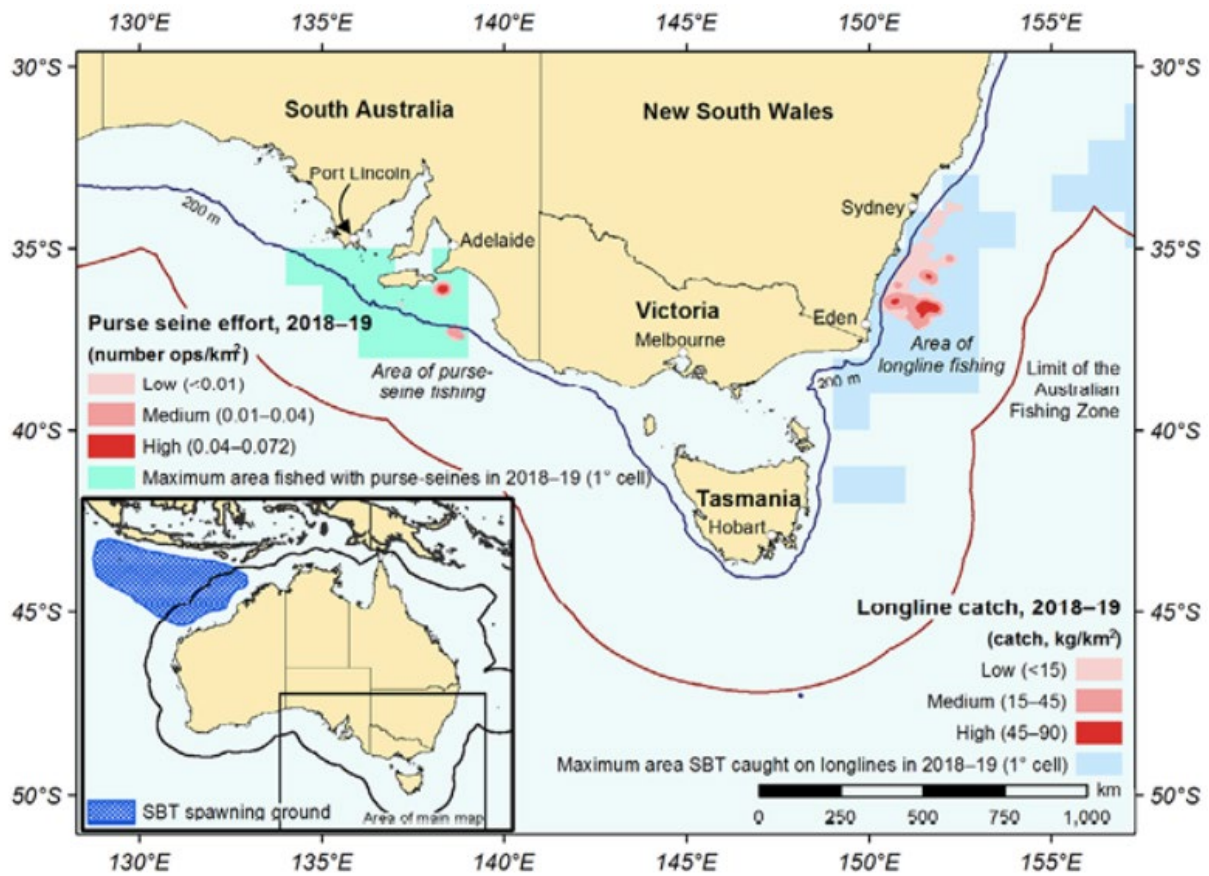 130°E 135°E 140°E 145°E 150°E 155°E
30°S 30°S
South Australia
New South Wales
Port Lincoln
200 m
Sydney
35°S 35°S
Adelaide
Purse seine effort, 2018–19
(number ops/km²)
Low (<0.01)
Medium (0.01–0.04)
High (0.04–0.072)
Maximum area fished with purse-seines in 2018–19 (1° cell)
Area of purse-
seine fishing
Victoria
Melbourne
Eden
200 m
Area of
longline fishing
Limit of the
Australian
Fishing Zone
40°S 40°S
Tasmania
Hobart
45°S 45°S
Longline catch, 2018–19
(catch, kg/km²)
Low (<15)
Medium (15–45)
High (45–90)
Maximum area SBT caught on longlines in 2018–19 (1° cell)
km
0 250 500 750 1,000
50°S 50°S
SBT spawning ground
Area of main map
130°E 135°E 140°E 145°E 150°E 155°E